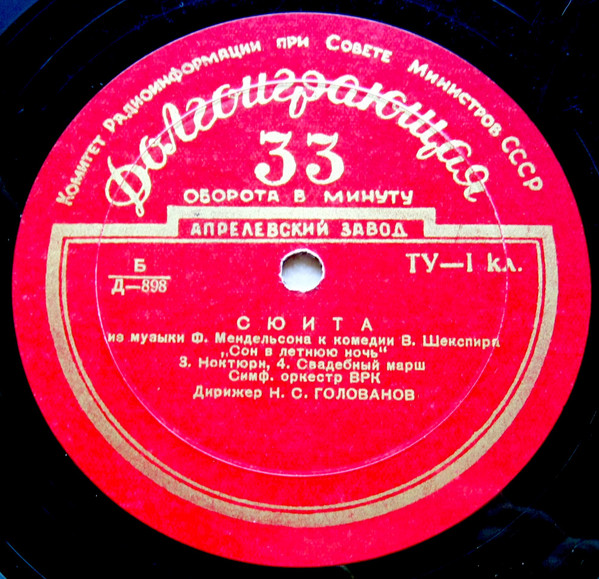 Комитет Радиоинформации при Совете Министров СССР
Долгоиграющая
33
ОБОРОТА В МИНУТУ
АПРЕЛЕВСКИЙ ЗАВОД
Б
Д—898
ТУ—I кл.
СЮИТА
из музыки Ф. Мендельсона к комедии В. Шекспира
„Сон в летнюю ночь“
3. Ноктюрн, 4. Свадебный марш
Симф. оркестр ВРК
Дирижер Н. С. ГОЛОВАНОВ